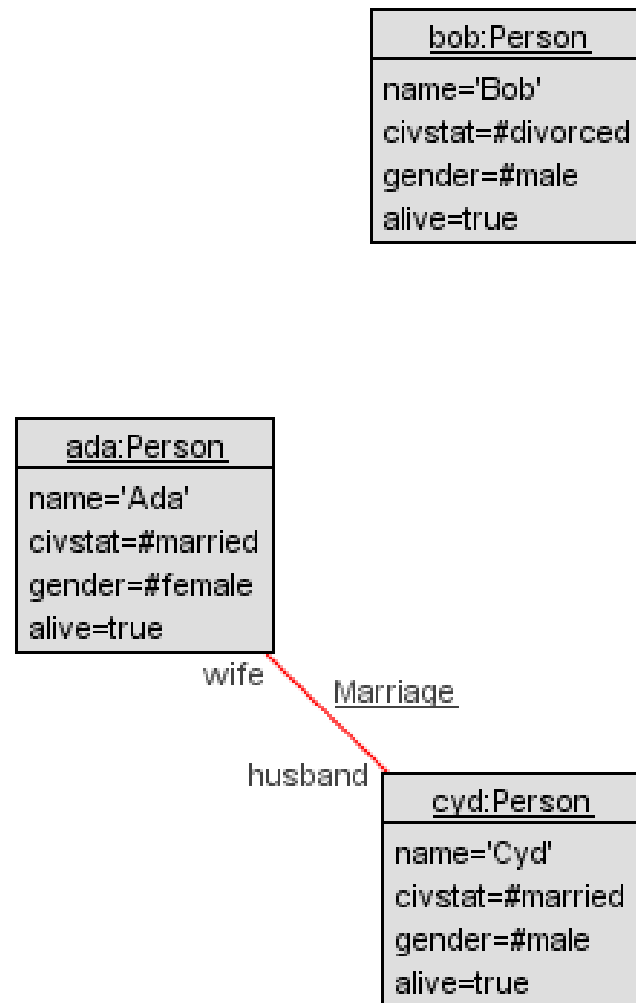 bob:Person
name='Bob'
civstat=#divorced
gender=#male
alive=true
ada:Person
name='Ada'
civstat=#married
gender=#female
alive=true
wife
Marriage
husband
cyd:Person
name='Cyd'
civstat=#married
gender=#male
alive=true